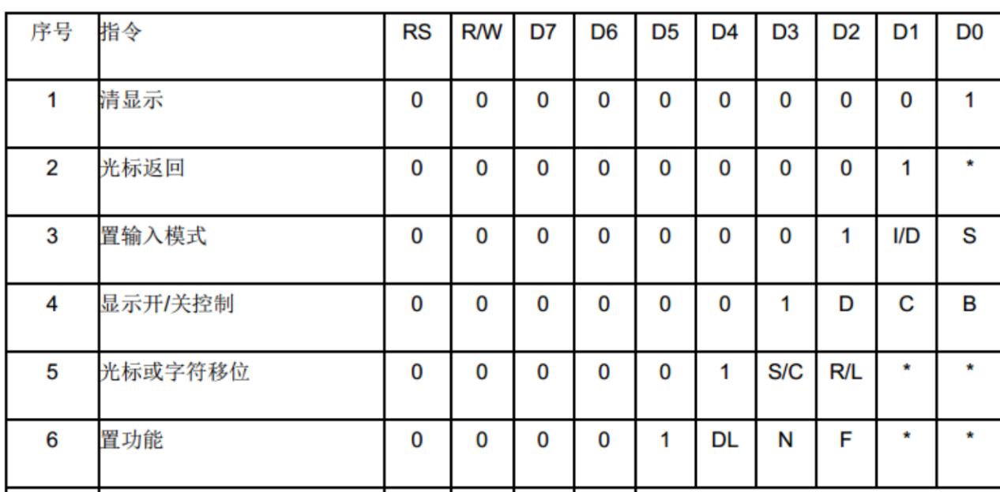 序号 指令 RS R/W D7 D6 D5 D4 D3 D2 D1 D0
1 清显示 0 0 0 0 0 0 0 0 0 1
2 光标返回 0 0 0 0 0 0 0 0 1 *
3 置输入模式 0 0 0 0 0 0 0 1 I/D S
4 显示开/关控制 0 0 0 0 0 0 1 D C B
5 光标或字符移位 0 0 0 0 0 1 S/C R/L * *
6 置功能 0 0 0 0 1 DL N F * *